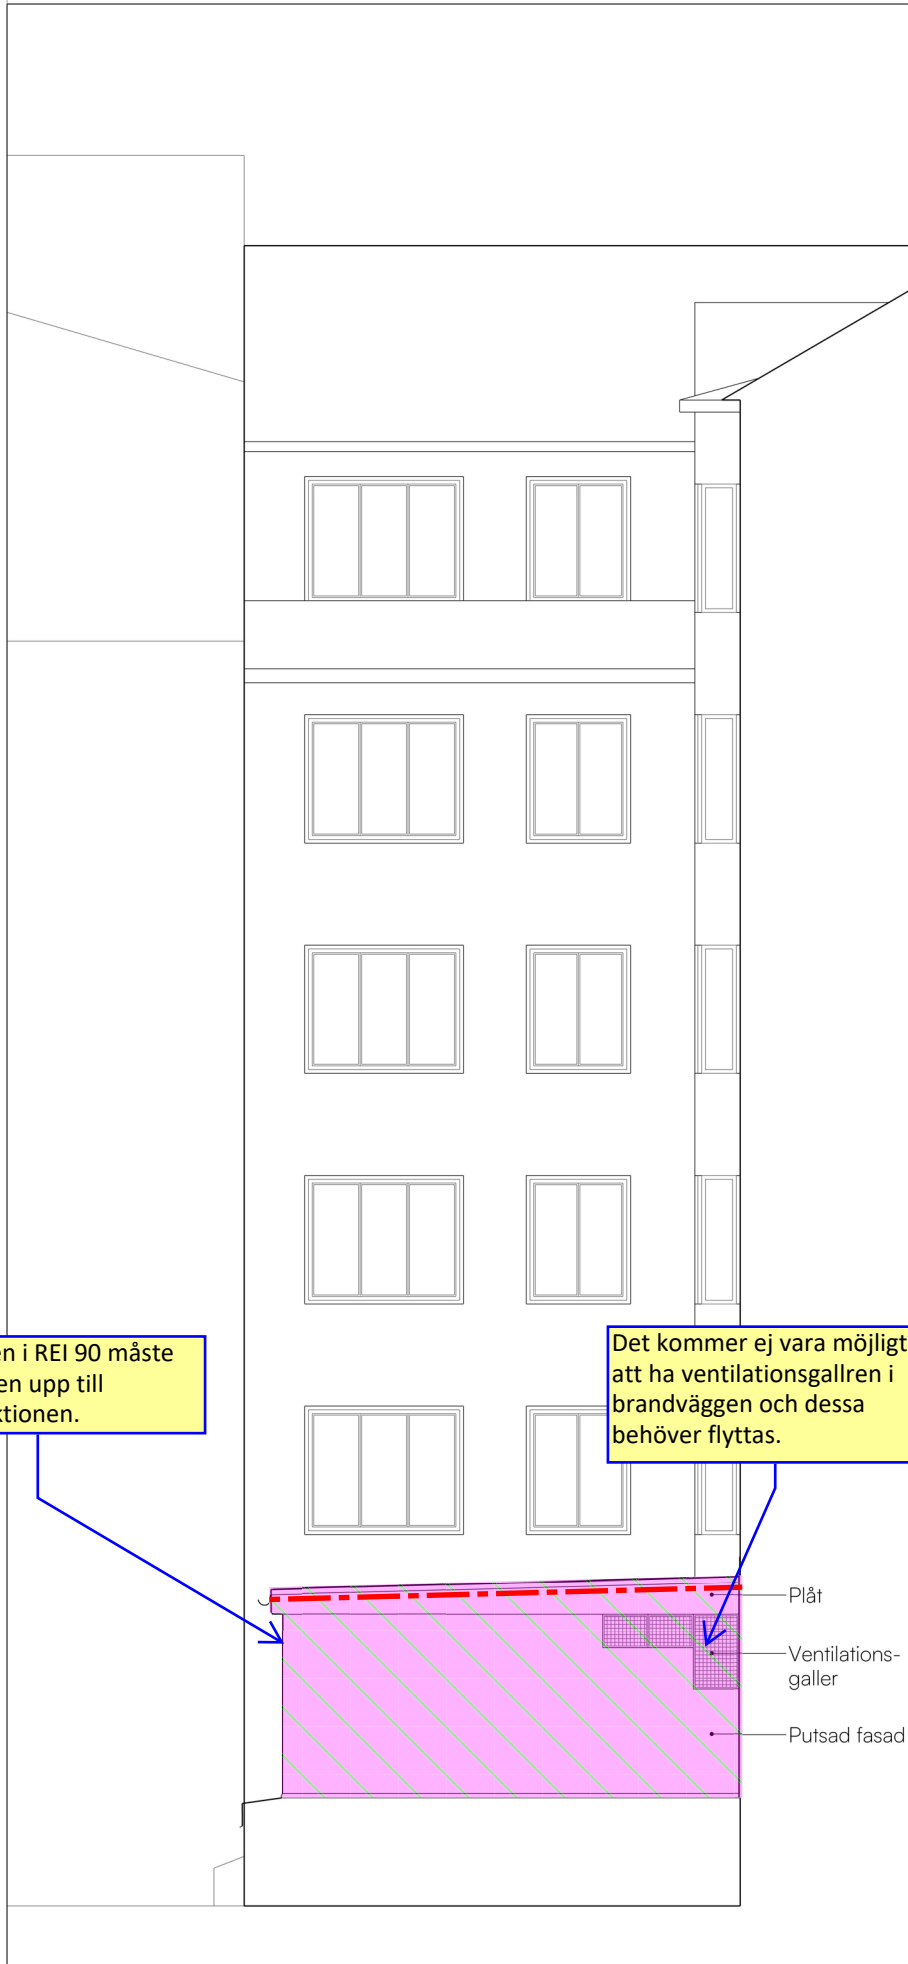 en i REI 90 måste
en upp till
ktionen.
Det kommer ej vara möjligt
att ha ventilationsgallren i
brandväggen och dessa
behöver flyttas.
Plåt
Ventilations-
galler
Putsad fasad